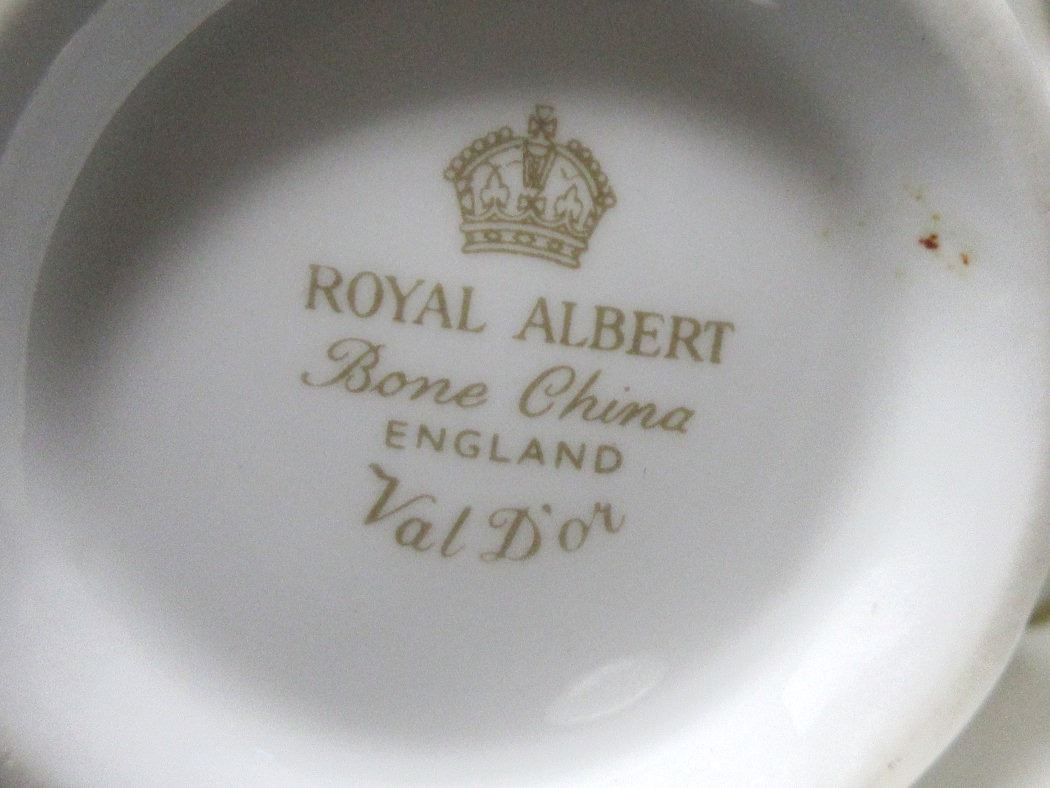 ROYAL ALBERT
Bone China
ENGLAND
Val D'or